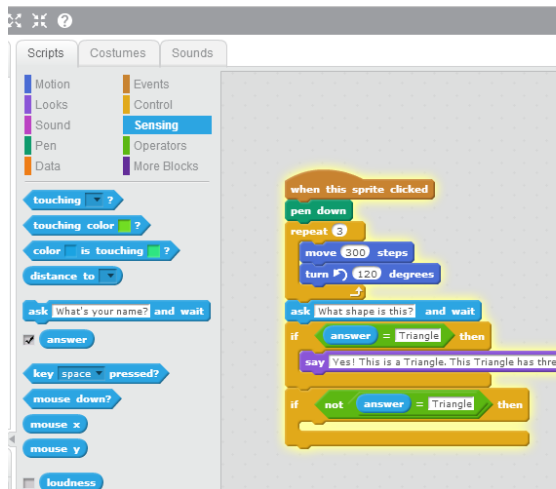 Scripts Costumes Sounds
Motion Events
Looks Control
Sound Sensing
Pen Operators
Data More Blocks
touching ?
touching color ?
color is touching ?
distance to
ask What's your name? and wait
answer
key space pressed?
mouse down?
mouse x
mouse y
loudness
when this sprite clicked
pen down
repeat 3
move 300 steps
turn 120 degrees
ask What shape is this? and wait
if answer = Triangle then
say Yes! This is a Triangle. This Triangle has thre
if not answer = Triangle then